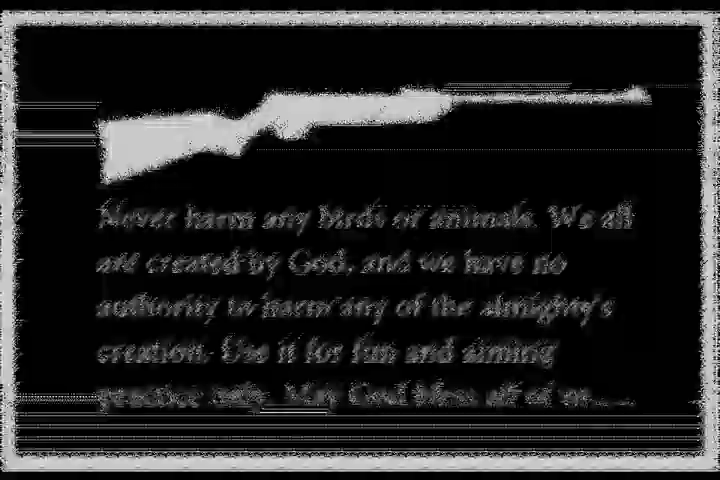 Never harm any birds or animals. We all
are created by God, and we have no
authority to harm any of the almighty's
creation. Use it for fun and aiming
practice only. May God bless all of us.....